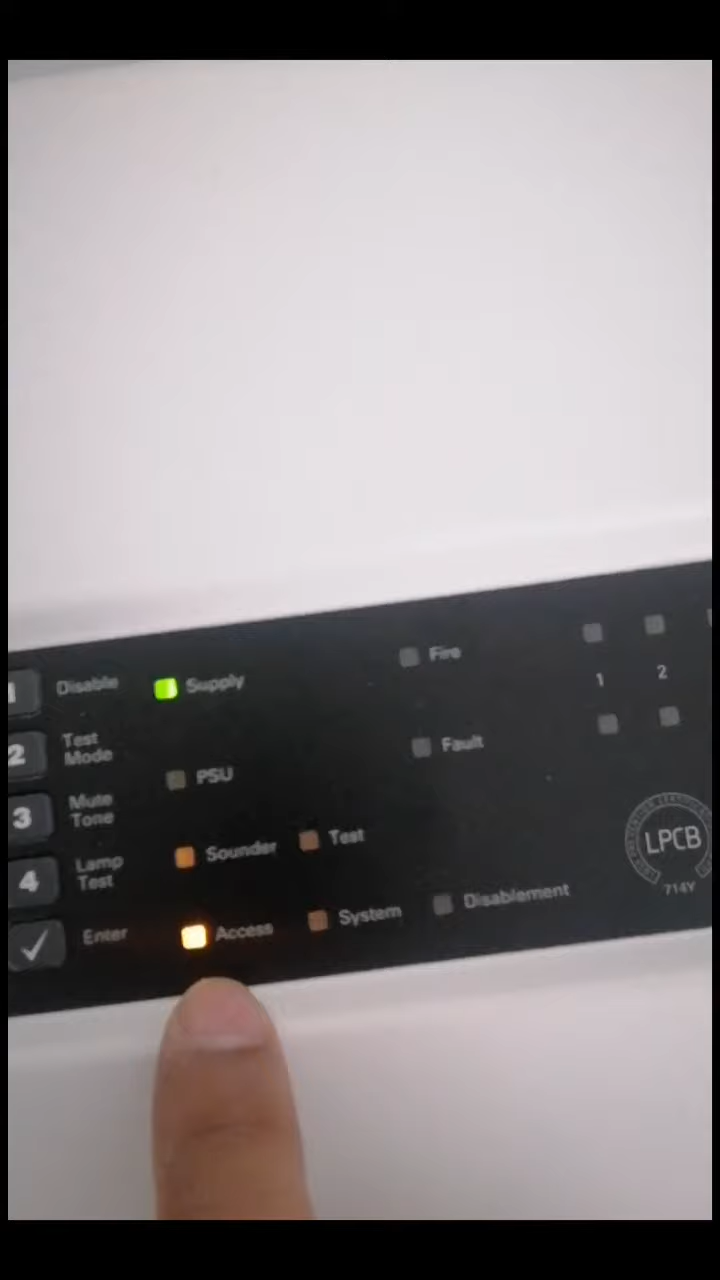 1 Disable
Supply
Fire
1 2
2 Test
Mode
Fault
PSU
3 Mute
Tone
Sounder
Test
4 Lamp
Test
LPCB
714Y
✓ Enter
Access
System
Disablement